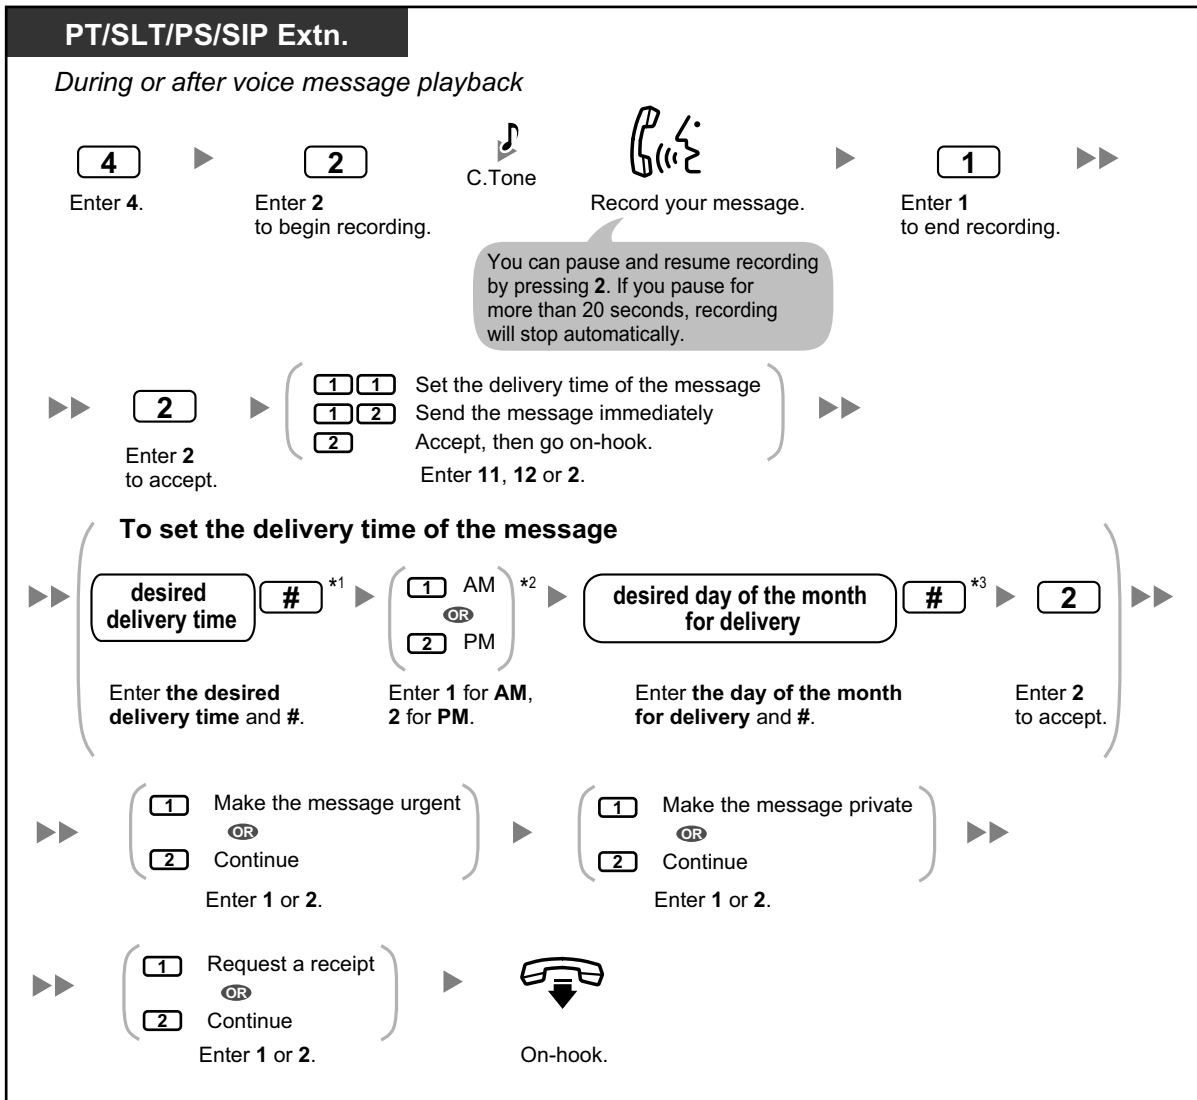 PT/SLT/PS/SIP Extn.
During or after voice message playback
4
2
C.Tone
1
Enter 4.
Enter 2
to begin recording.
Record your message.
Enter 1
to end recording.
You can pause and resume recording
by pressing 2. If you pause for
more than 20 seconds, recording
will stop automatically.
2
Enter 2
to accept.
1 1 Set the delivery time of the message
1 2 Send the message immediately
2 Accept, then go on-hook.
Enter 11, 12 or 2.
To set the delivery time of the message
desired
delivery time
# *1
1 AM
OR
2 PM
*2
desired day of the month
for delivery
# *3
2
Enter the desired
delivery time and #.
Enter 1 for AM,
2 for PM.
Enter the day of the month
for delivery and #.
Enter 2
to accept.
1 Make the message urgent
OR
2 Continue
Enter 1 or 2.
1 Make the message private
OR
2 Continue
Enter 1 or 2.
1 Request a receipt
OR
2 Continue
Enter 1 or 2.
On-hook.